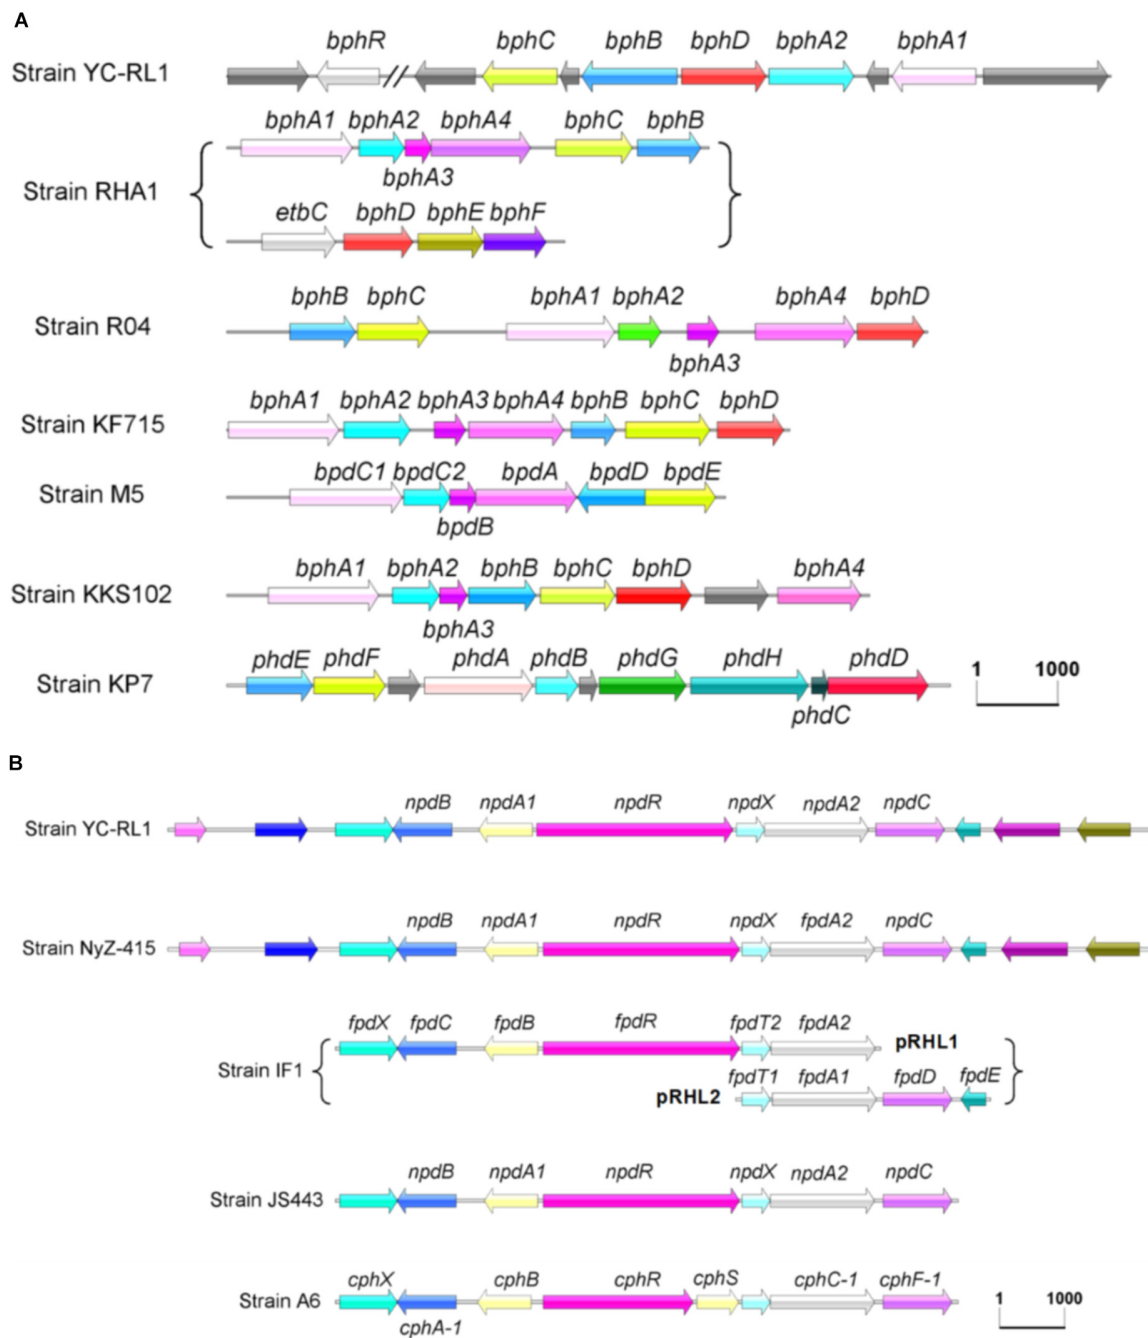 A
bphR bphC bphB bphD bphA2 bphA1
Strain YC-RL1
bphA1 bphA2 bphA4 bphC bphB
bphA3
Strain RHA1
etbC bphD bphE bphF
bphB bphC bphA1 bphA2 bphA4 bphD
Strain R04
bphA3
bphA1 bphA2 bphA3 bphA4 bphB bphC bphD
Strain KF715
bpdC1 bpdC2 bpdA bpdD bpdE
Strain M5
bpdB
bphA1 bphA2 bphB bphC bphD bphA4
Strain KKS102
bphA3
phdE phdF phdA phdB phdG phdH phdD
Strain KP7
1 1000
phdC
B
npdB npdA1 npdR npdX npdA2 npdC
Strain YC-RL1
npdB npdA1 npdR npdX fpdA2 npdC
Strain NyZ-415
fpdX fpdC fpdB fpdR fpdT2 fpdA2
pRHL1
Strain IF1
fpdT1 fpdA1 fpdD fpdE
pRHL2
npdB npdA1 npdR npdX npdA2 npdC
Strain JS443
cphX cphB cphR cphS cphC-1 cphF-1
Strain A6
cphA-1
1 1000